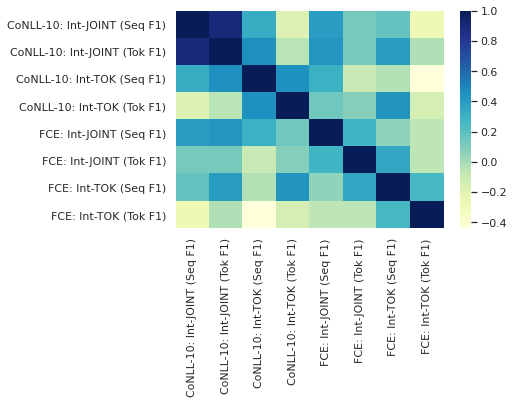 CoNLL-10: Int-JOINT (Seq F1)
CoNLL-10: Int-JOINT (Tok F1)
CoNLL-10: Int-TOK (Seq F1)
CoNLL-10: Int-TOK (Tok F1)
FCE: Int-JOINT (Seq F1)
FCE: Int-JOINT (Tok F1)
FCE: Int-TOK (Seq F1)
FCE: Int-TOK (Tok F1)
CoNLL-10: Int-JOINT (Seq F1)
CoNLL-10: Int-JOINT (Tok F1)
CoNLL-10: Int-TOK (Seq F1)
CoNLL-10: Int-TOK (Tok F1)
FCE: Int-JOINT (Seq F1)
FCE: Int-JOINT (Tok F1)
FCE: Int-TOK (Seq F1)
FCE: Int-TOK (Tok F1)
1.0
0.8
0.6
0.4
0.2
0.0
−0.2
−0.4